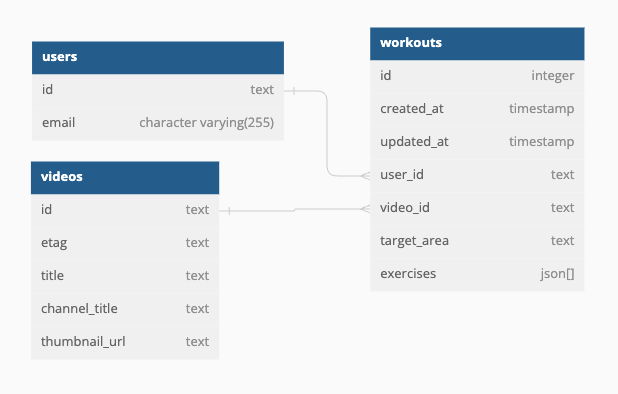 users
id text
email character varying(255)
videos
id text
etag text
title text
channel_title text
thumbnail_url text
workouts
id integer
created_at timestamp
updated_at timestamp
user_id text
video_id text
target_area text
exercises json[]